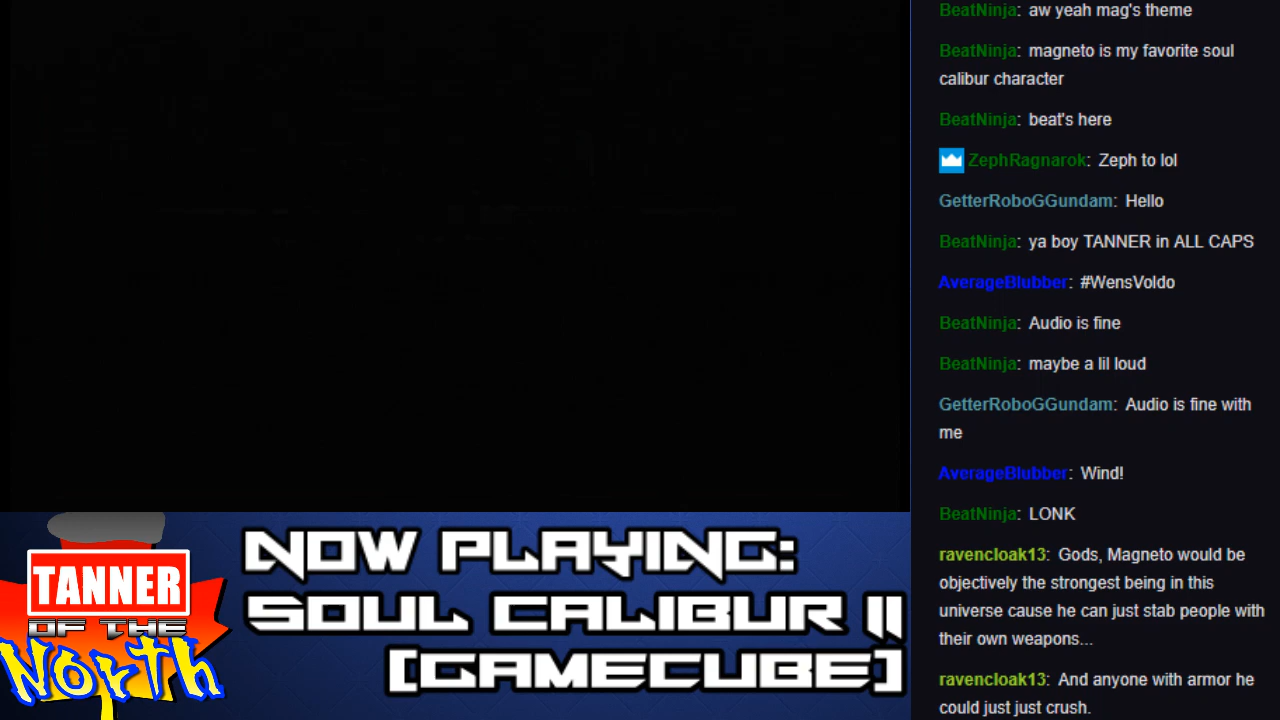 BeatNinja: aw yeah mag's theme
BeatNinja: magneto is my favorite soul
calibur character
BeatNinja: beat's here
ZephRagnarok: Zeph to lol
GetterRoboGGundam: Hello
BeatNinja: ya boy TANNER in ALL CAPS
AverageBlubber: #WensVoldo
BeatNinja: Audio is fine
BeatNinja: maybe a lil loud
GetterRoboGGundam: Audio is fine with
me
AverageBlubber: Wind!
BeatNinja: LONK
ravencloak13: Gods, Magneto would be
objectively the strongest being in this
universe cause he can just stab people with
their own weapons...
ravencloak13: And anyone with armor he
could just just crush.
TANNER
OF THE
North
NOW PLAYING:
SOUL CALIBUR II
[GAMECUBE]